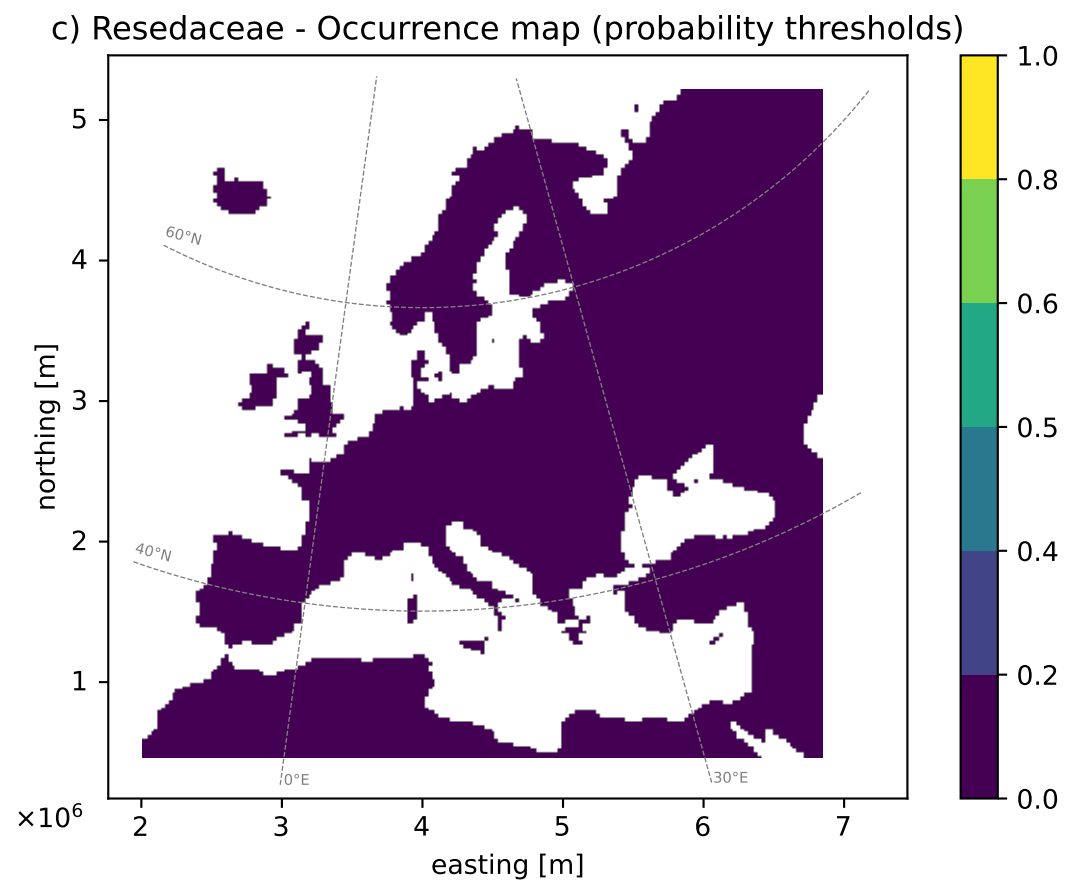 c) Resedaceae - Occurrence map (probability thresholds)
1.0
0.8
0.6
0.5
0.4
0.2
0.0
northing [m]
5
4
3
2
1
60°N
40°N
0°E
30°E
×10⁶
2 3 4 5 6 7
easting [m]